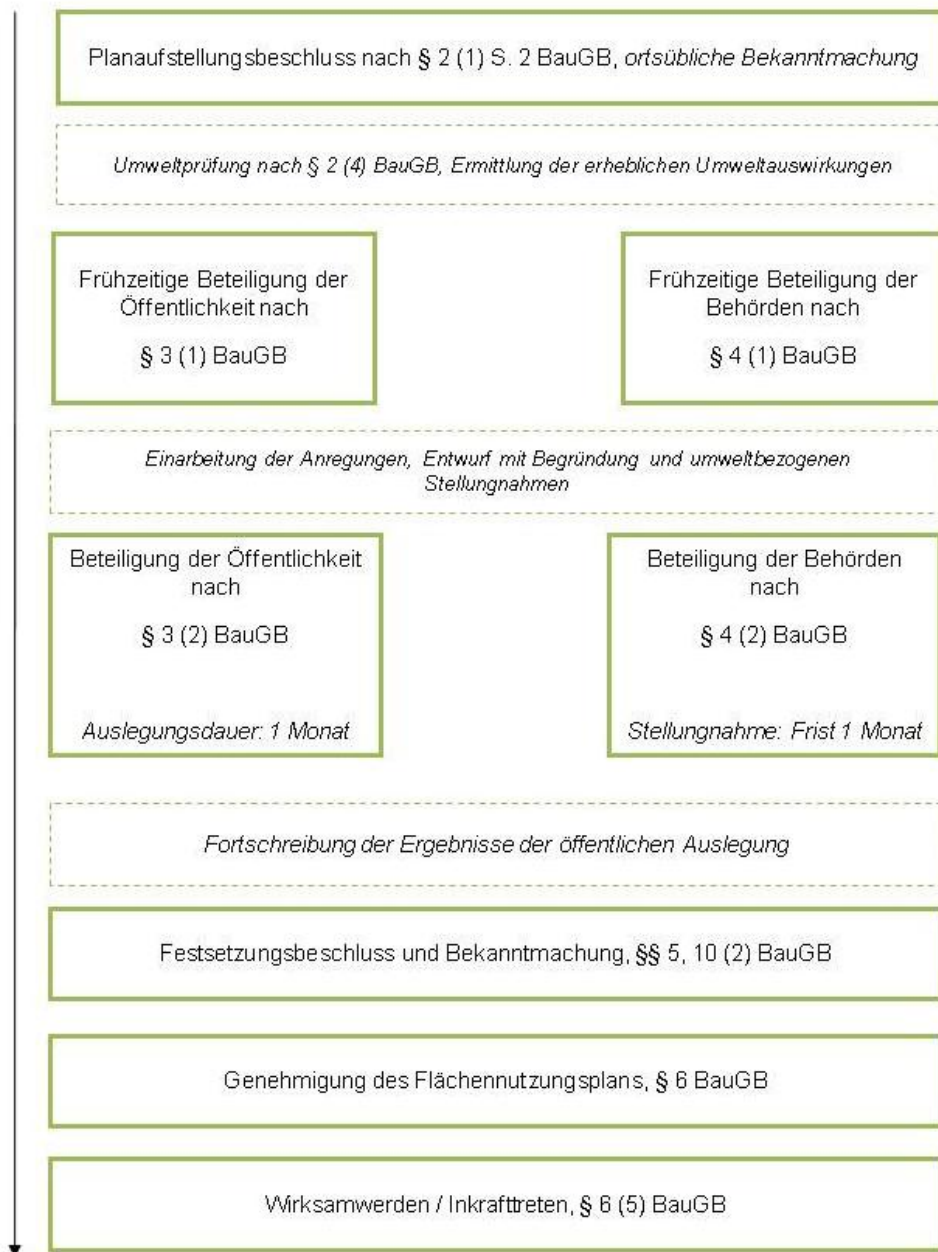 Planaufstellungsbeschluss nach § 2 (1) S. 2 BauGB, ortsübliche Bekanntmachung
Umweltprüfung nach § 2 (4) BauGB, Ermittlung der erheblichen Umweltauswirkungen
Frühzeitige Beteiligung der
Öffentlichkeit nach
§ 3 (1) BauGB
Frühzeitige Beteiligung der
Behörden nach
§ 4 (1) BauGB
Einarbeitung der Anregungen, Entwurf mit Begründung und umweltbezogenen
Stellungnahmen
Beteiligung der Öffentlichkeit
nach
§ 3 (2) BauGB
Auslegungsdauer: 1 Monat
Beteiligung der Behörden
nach
§ 4 (2) BauGB
Stellungnahme: Frist 1 Monat
Fortschreibung der Ergebnisse der öffentlichen Auslegung
Festsetzungsbeschluss und Bekanntmachung, §§ 5, 10 (2) BauGB
Genehmigung des Flächennutzungsplans, § 6 BauGB
Wirksamwerden / Inkrafttreten, § 6 (5) BauGB